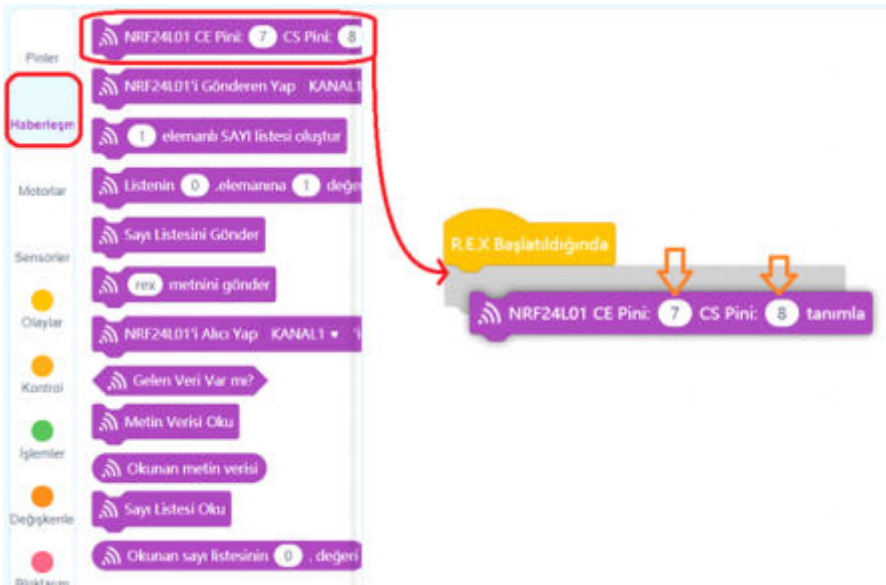 Pinler
Haberleşm
Motorlar
Sensörler
Olaylar
Kontrol
İşlemler
Değişkenle
NRF24L01 CE Pini: 7 CS Pini: 8
NRF24L01'i Gönderen Yap KANAL1
1 elemanlı SAYI listesi oluştur
Listenin 0 .elemanına 1 değe
Sayı Listesini Gönder
rex metnini gönder
NRF24L01'i Alıcı Yap KANAL1
Gelen Veri Var mı?
Metin Verisi Oku
Okunan metin verisi
Sayı Listesi Oku
Okunan sayı listesinin 0 . değeri
R.E.X Başlatıldığında
NRF24L01 CE Pini: 7 CS Pini: 8 tanımla